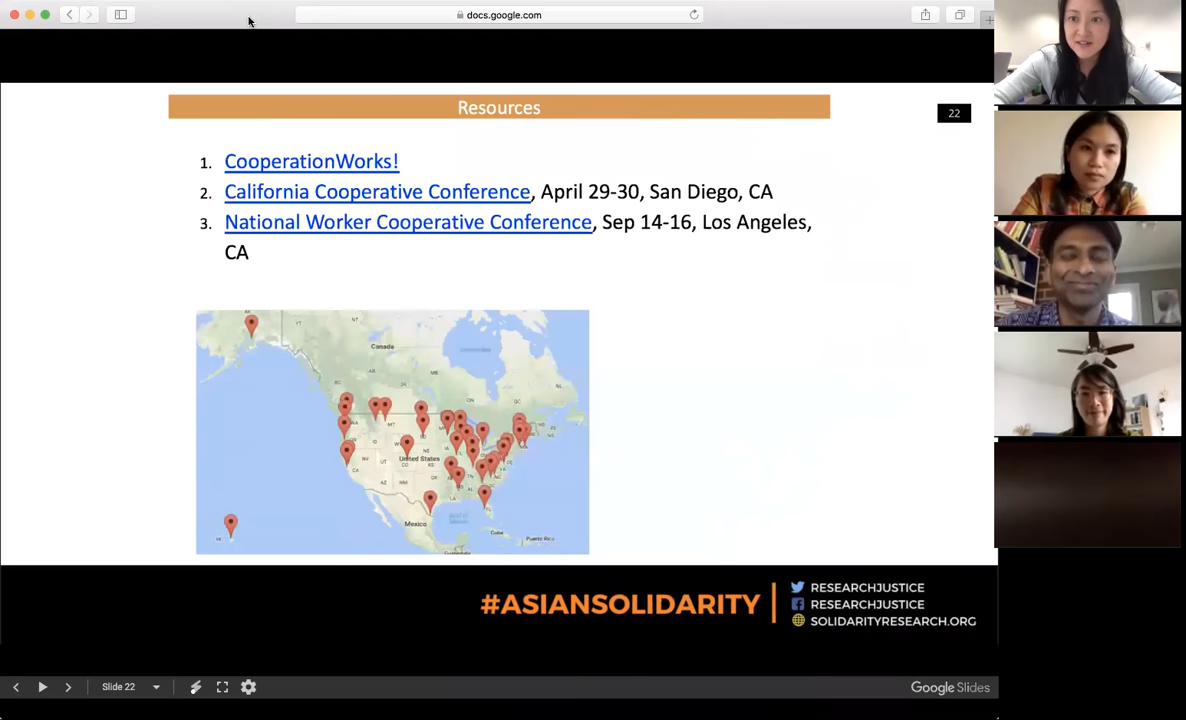 docs.google.com
Resources
22
1. CooperationWorks!
2. California Cooperative Conference, April 29-30, San Diego, CA
3. National Worker Cooperative Conference, Sep 14-16, Los Angeles,
CA
Canada
United States
Mexico
Cuba
Puerto Rico
#ASIANSOLIDARITY
RESEARCHJUSTICE
RESEARCHJUSTICE
SOLIDARITYRESEARCH.ORG
Slide 22
Google Slides